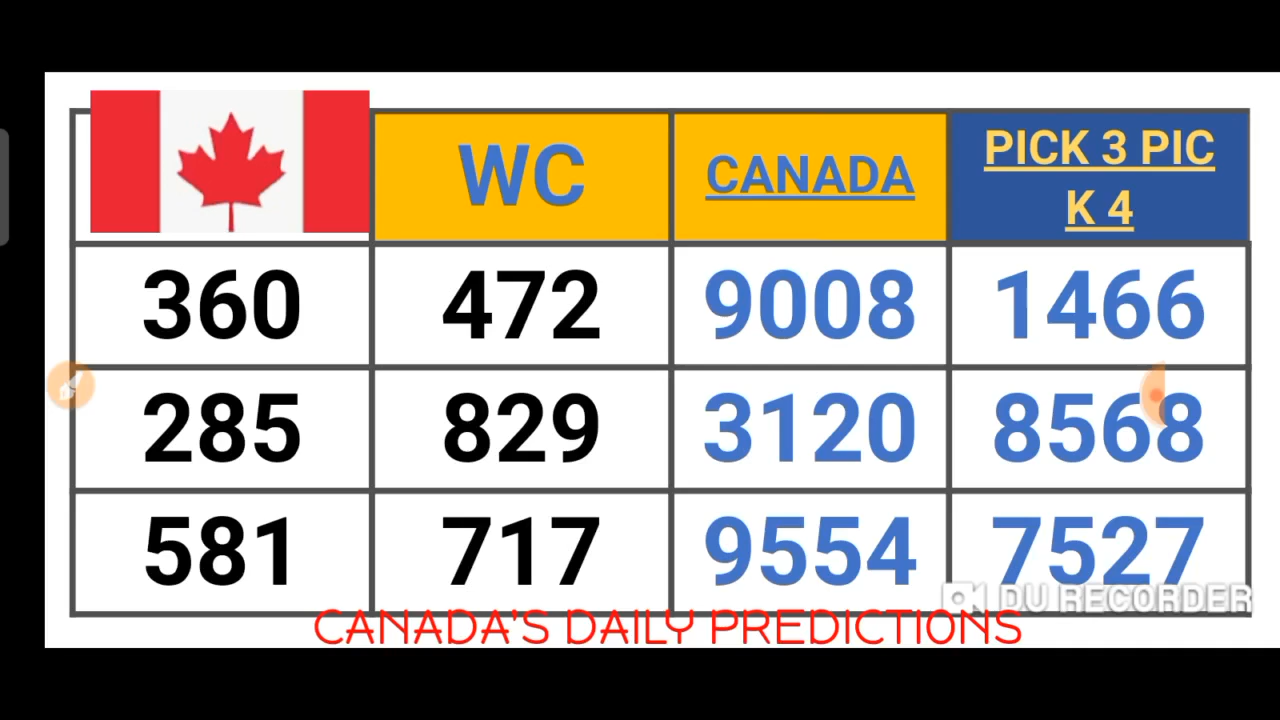 WC
CANADA
PICK 3 PIC
K 4
360 472 9008 1466
285 829 3120 8568
581 717 9554 7527
DU RECORDER
CANADA'S DAILY PREDICTIONS